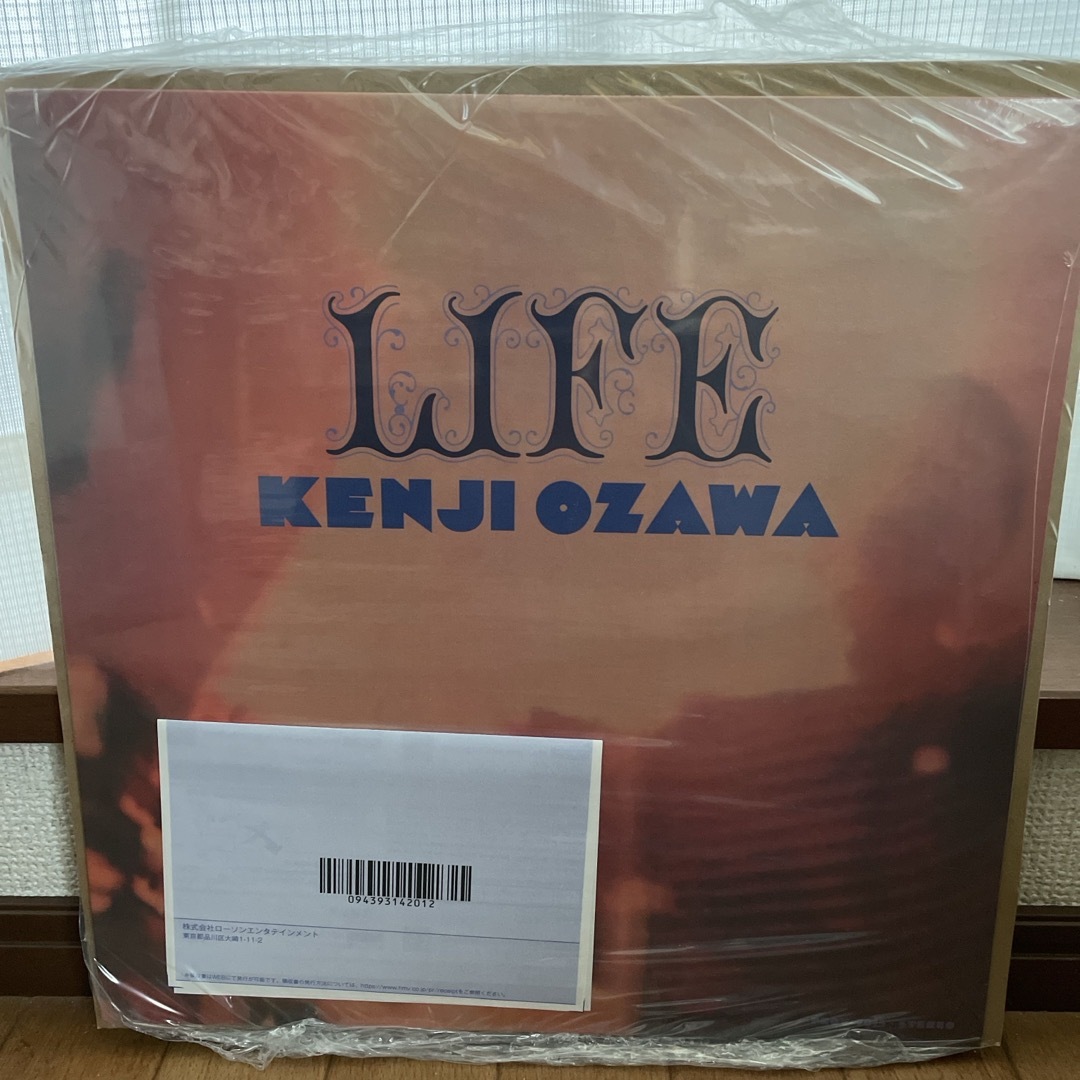 LIFE
KENJI OZAWA
094393142012
株式会社ローソンエンタテインメント
東京都品川区大崎1-11-2
STEREO